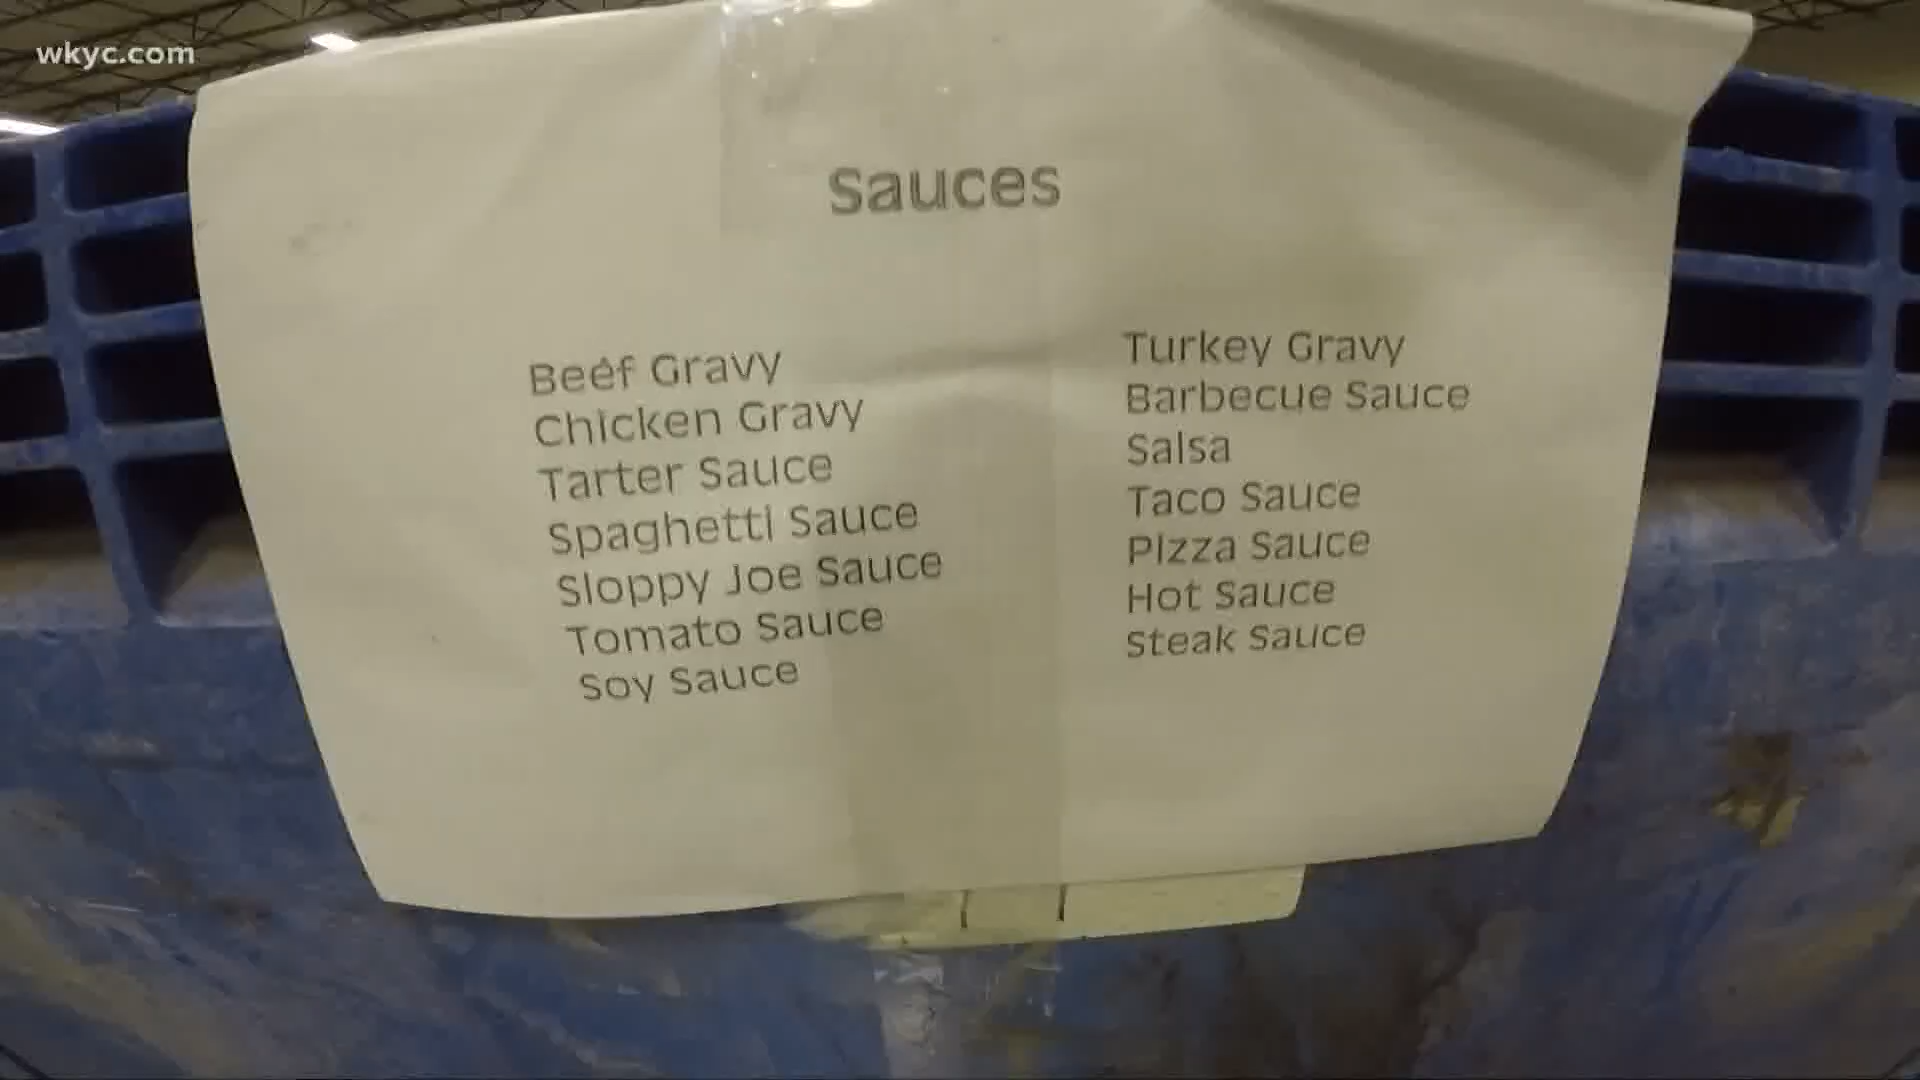 wkyc.com
Sauces
Beef Gravy
Chicken Gravy
Tarter Sauce
Spaghetti Sauce
Sloppy Joe Sauce
Tomato Sauce
Soy Sauce
Turkey Gravy
Barbecue Sauce
Salsa
Taco Sauce
Pizza Sauce
Hot Sauce
Steak Sauce